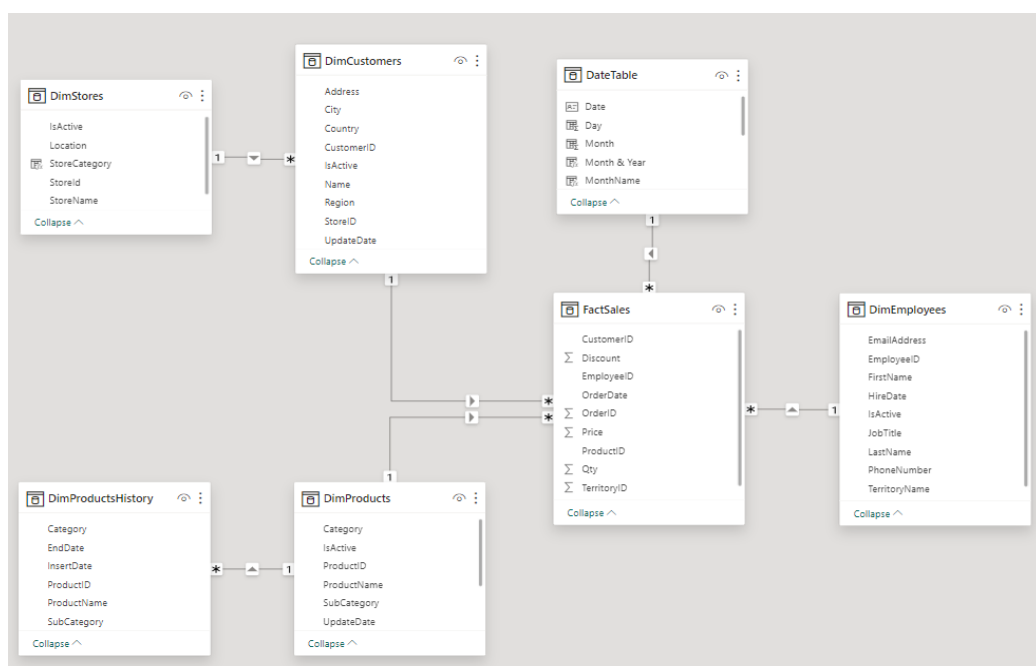 DimStores
IsActive
Location
StoreCategory
StoreId
StoreName
Collapse
1
*
DimCustomers
Address
City
Country
CustomerID
IsActive
Name
Region
StoreID
UpdateDate
Collapse
1
DateTable
Date
Day
Month
Month & Year
MonthName
Collapse
1
*
FactSales
CustomerID
Discount
EmployeeID
OrderDate
OrderID
Price
ProductID
Qty
TerritoryID
Collapse
*
*
*
1
DimEmployees
EmailAddress
EmployeeID
FirstName
HireDate
IsActive
JobTitle
LastName
PhoneNumber
TerritoryName
Collapse
DimProductsHistory
Category
EndDate
InsertDate
ProductID
ProductName
SubCategory
Collapse
*
1
1
DimProducts
Category
IsActive
ProductID
ProductName
SubCategory
UpdateDate
Collapse